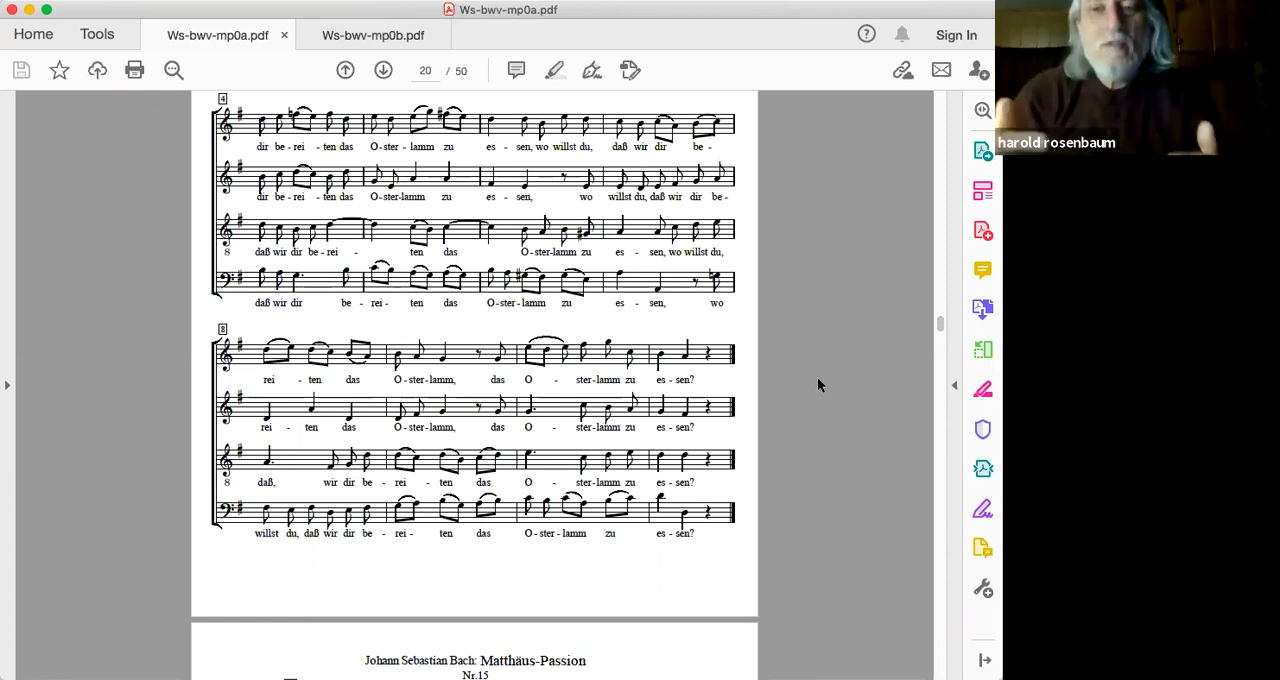 Ws-bwv-mp0a.pdf
Home Tools Ws-bwv-mp0a.pdf × Ws-bwv-mp0b.pdf Sign In
20 / 50
harold rosenbaum
4
dir be - rei - ten das O - ster - lamm zu es - sen, wo willst du, daß wir dir be -
dir be - rei - ten das O - ster-lamm zu es - sen, wo willst du, daß wir dir be -
8
daß wir dir be - rei - ten das O - ster-lamm zu es - sen, wo willst du,
daß wir dir be - rei - ten das O - ster - lamm zu es - sen, wo
8
rei - ten das O - ster - lamm, das O - ster-lamm zu es - sen?
rei - ten das O - ster - lamm, das O - ster-lamm zu es - sen?
8
daß, wir dir be - rei - ten das O - ster-lamm zu es - sen?
willst du, daß wir dir be - rei - ten das O - ster - lamm zu es - sen?
Johann Sebastian Bach: Matthäus-Passion
Nr.15